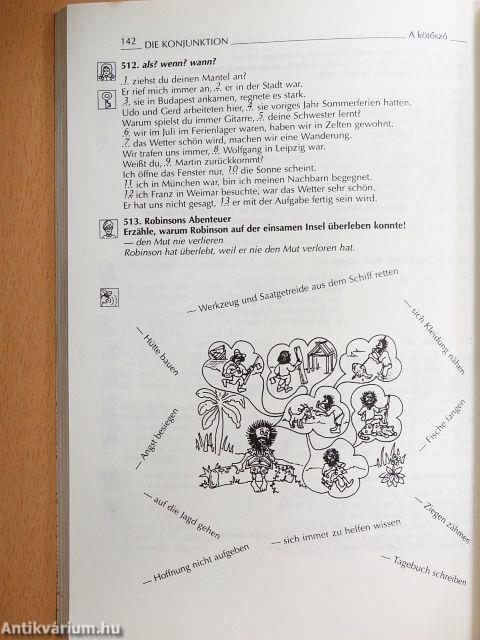 142 DIE KONJUNKTION A kötőszó
512. als? wenn? wann?
.1. ziehst du deinen Mantel an?
Er rief mich immer an, .2. er in der Stadt war.
.3. sie in Budapest ankamen, regnete es stark.
Udo und Gerd arbeiteten hier, .4. sie voriges Jahr Sommerferien hatten.
Warum spielst du immer Gitarre, .5. deine Schwester lernt?
.6. wir im Juli im Ferienlager waren, haben wir in Zelten gewohnt.
.7. das Wetter schön wird, machen wir eine Wanderung.
Wir trafen uns immer, .8. Wolfgang in Leipzig war.
Weißt du, .9. Martin zurückkommt?
Ich öffne das Fenster nur, 10 die Sonne scheint.
11 ich in München war, bin ich meinen Nachbarn begegnet.
12 ich Franz in Weimar besuchte, war das Wetter sehr schön.
Er hat uns nicht gesagt, 13 er mit der Aufgabe fertig sein wird.
513. Robinsons Abenteuer
Erzähle, warum Robinson auf der einsamen Insel überleben konnte!
— den Mut nie verlieren
Robinson hat überlebt, weil er nie den Mut verloren hat.
— Werkzeug und Saatgetreide aus dem Schiff retten
— sich Kleidung nähen
— Hütte bauen
— Fische fangen
— Angst besiegen
— Ziegen zähmen
— auf die Jagd gehen
— sich immer zu helfen wissen
— Hoffnung nicht aufgeben
— Tagebuch schreiben
Antikvárium.hu